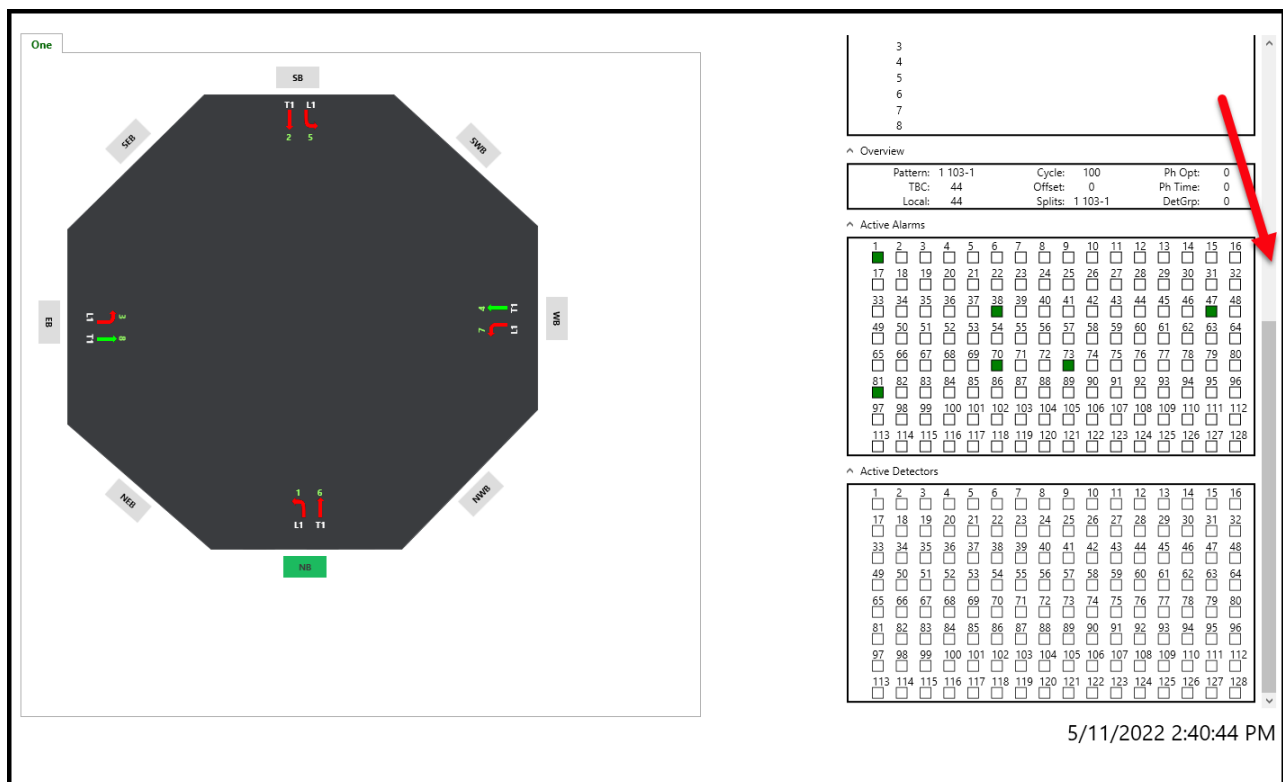 One
SB
T1 L1
2 5
SEB
SWB
EB
L1 3
T1 8
4 T1
7 L1
WB
1 6
L1 T1
NEB
NWB
NB
3
4
5
6
7
8
Overview
Pattern: 1 103-1 Cycle: 100 Ph Opt: 0
TBC: 44 Offset: 0 Ph Time: 0
Local: 44 Splits: 1 103-1 DetGrp: 0
Active Alarms
1 2 3 4 5 6 7 8 9 10 11 12 13 14 15 16
17 18 19 20 21 22 23 24 25 26 27 28 29 30 31 32
33 34 35 36 37 38 39 40 41 42 43 44 45 46 47 48
49 50 51 52 53 54 55 56 57 58 59 60 61 62 63 64
65 66 67 68 69 70 71 72 73 74 75 76 77 78 79 80
81 82 83 84 85 86 87 88 89 90 91 92 93 94 95 96
97 98 99 100 101 102 103 104 105 106 107 108 109 110 111 112
113 114 115 116 117 118 119 120 121 122 123 124 125 126 127 128
Active Detectors
1 2 3 4 5 6 7 8 9 10 11 12 13 14 15 16
17 18 19 20 21 22 23 24 25 26 27 28 29 30 31 32
33 34 35 36 37 38 39 40 41 42 43 44 45 46 47 48
49 50 51 52 53 54 55 56 57 58 59 60 61 62 63 64
65 66 67 68 69 70 71 72 73 74 75 76 77 78 79 80
81 82 83 84 85 86 87 88 89 90 91 92 93 94 95 96
97 98 99 100 101 102 103 104 105 106 107 108 109 110 111 112
113 114 115 116 117 118 119 120 121 122 123 124 125 126 127 128
5/11/2022 2:40:44 PM